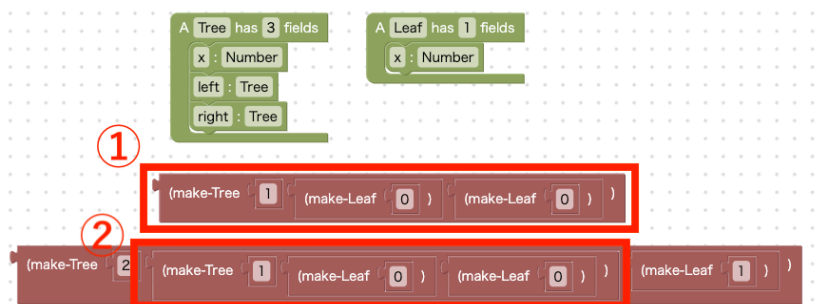 A Tree has 3 fields
x : Number
left : Tree
right : Tree
A Leaf has 1 fields
x : Number
①
(make-Tree 1 (make-Leaf 0 ) (make-Leaf 0 ) )
②
(make-Tree 2 (make-Tree 1 (make-Leaf 0 ) (make-Leaf 0 ) ) (make-Leaf 1 ) )